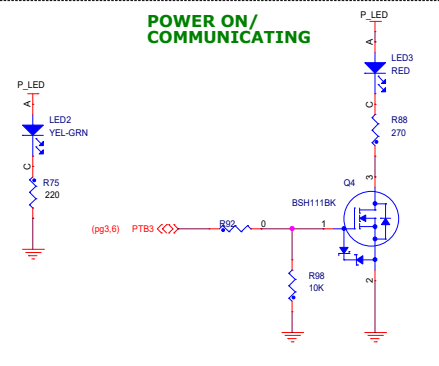 POWER ON/
COMMUNICATING
P_LED
A
LED3
RED
C
R88
270
3
Q4
BSH111BK
P_LED
A
LED2
YEL-GRN
C
R75
220
(pg3,6) PTB3 R92 0 1
R98
10K
2